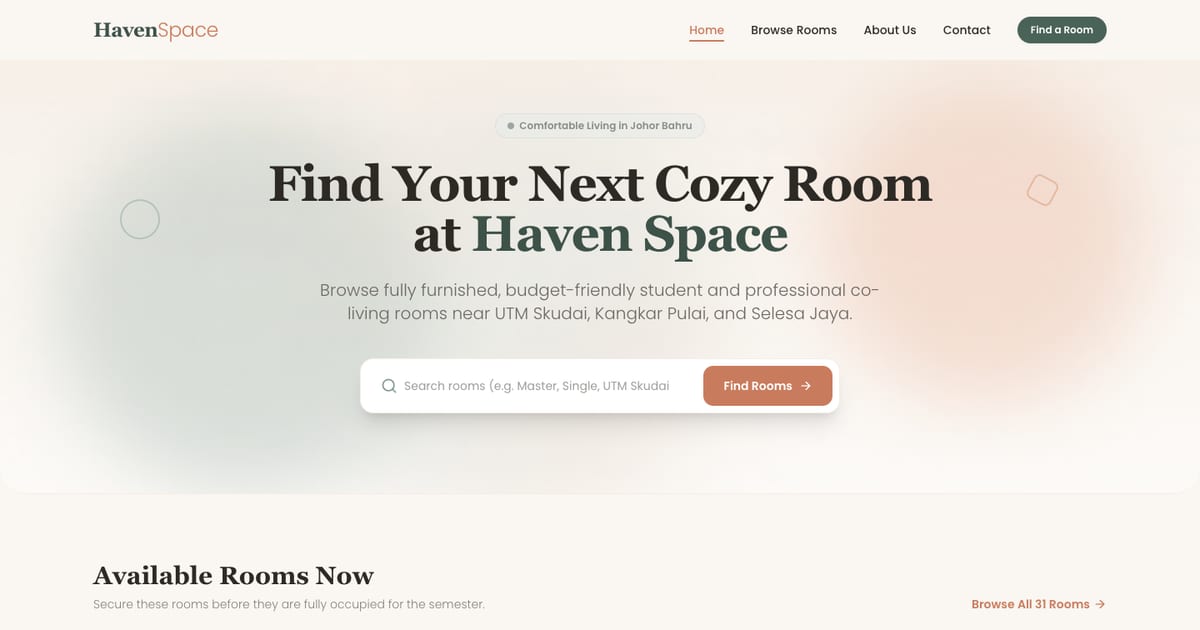 HavenSpace
Home Browse Rooms About Us Contact Find a Room
Comfortable Living in Johor Bahru
Find Your Next Cozy Room
at Haven Space
Browse fully furnished, budget-friendly student and professional co-
living rooms near UTM Skudai, Kangkar Pulai, and Selesa Jaya.
Search rooms (e.g. Master, Single, UTM Skudai
Find Rooms →
Available Rooms Now
Secure these rooms before they are fully occupied for the semester.
Browse All 31 Rooms →